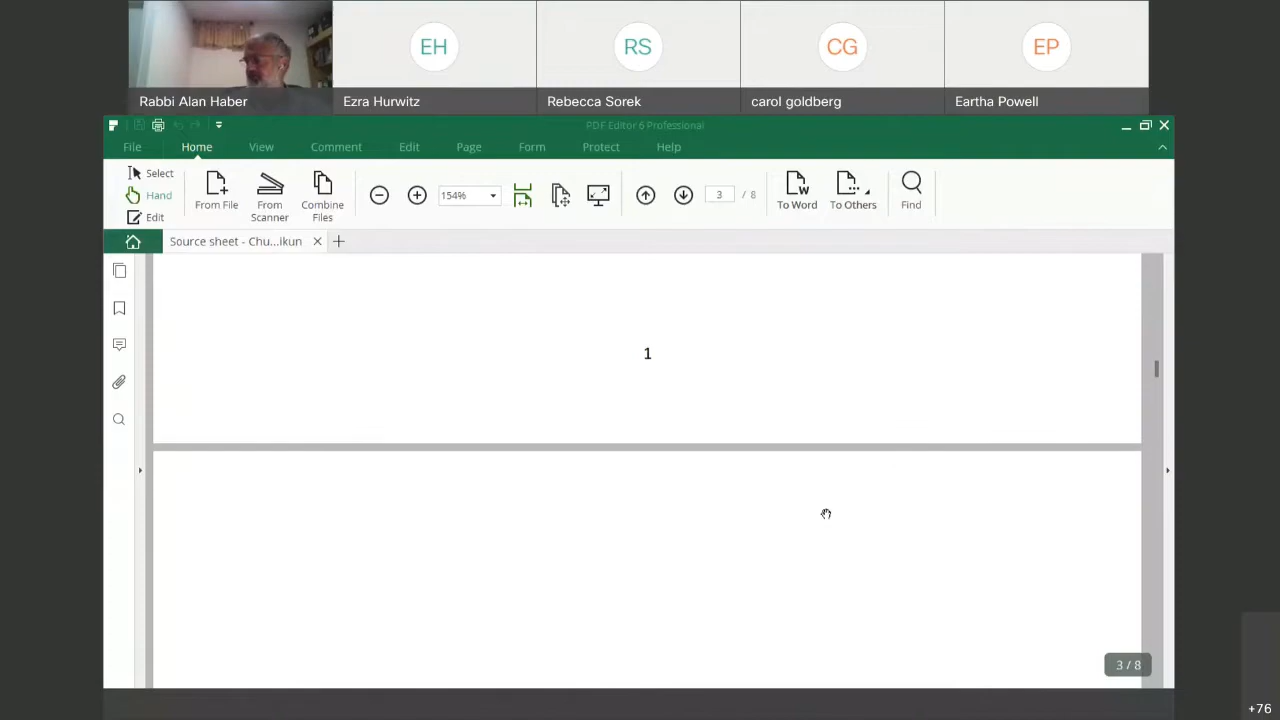 EH
RS
CG
EP
Rabbi Alan Haber
Ezra Hurwitz
Rebecca Sorek
carol goldberg
Eartha Powell
PDF Editor 6 Professional
File Home View Comment Edit Page Form Protect Help
Select
Hand
Edit
From File
From Scanner
Combine Files
154%
3 / 8
To Word
To Others
Find
Source sheet - Chu...ikun
1
3 / 8
+76